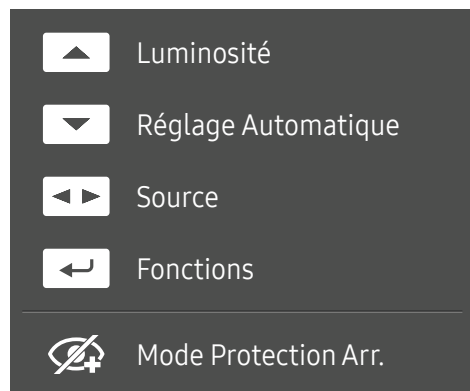 Luminosité
Réglage Automatique
Source
Fonctions
Mode Protection Arr.